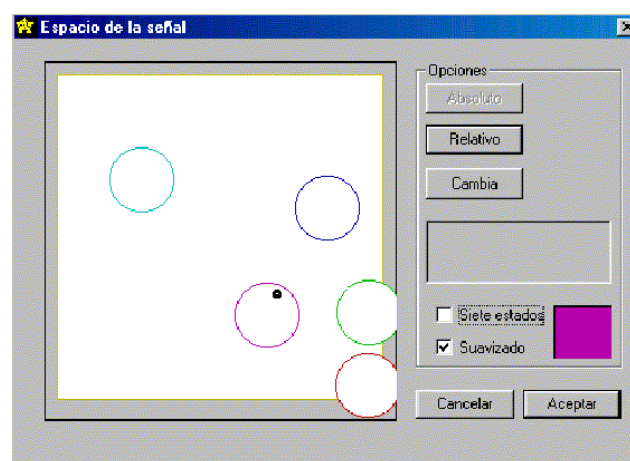 Espacio de la señal
Opciones
Absoluto
Relativo
Cambia
Siete estados
Suavizado
Cancelar
Aceptar